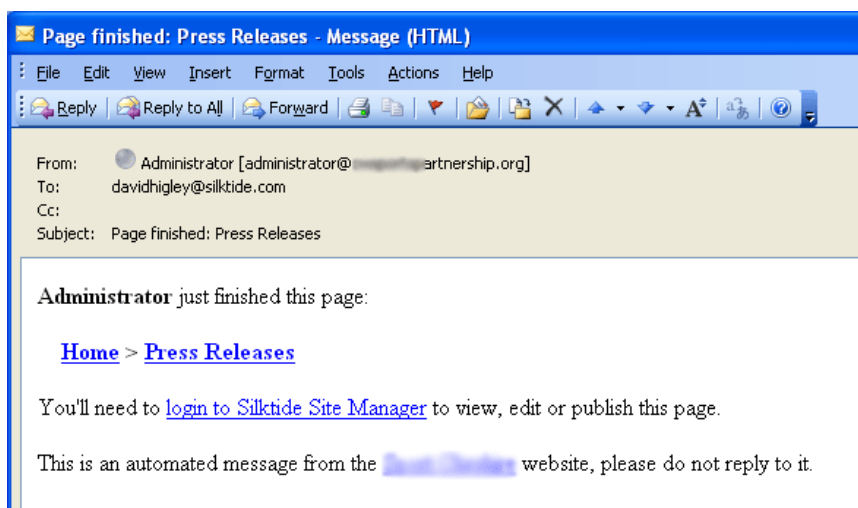 Page finished: Press Releases - Message (HTML)
File Edit View Insert Format Tools Actions Help
Reply Reply to All Forward
From: Administrator [administrator@ artnership.org]
To: davidhigley@silktide.com
Cc:
Subject: Page finished: Press Releases
Administrator just finished this page:
Home > Press Releases
You'll need to login to Silktide Site Manager to view, edit or publish this page.
This is an automated message from the website, please do not reply to it.